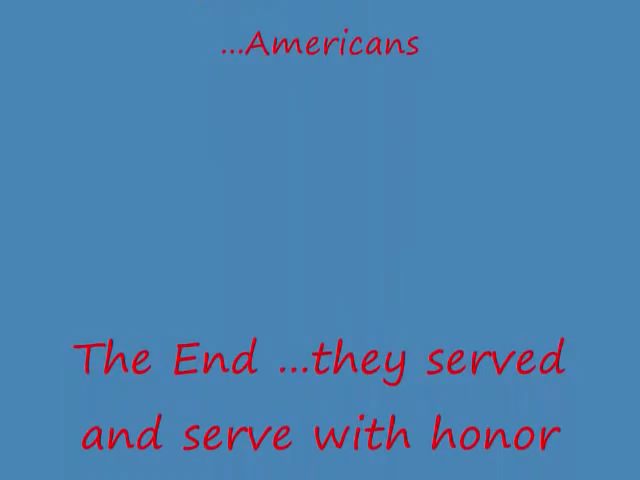 ...Americans
The End ...they served
and serve with honor